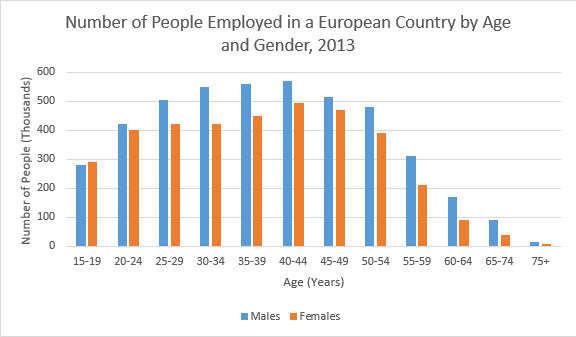 Number of People Employed in a European Country by Age
and Gender, 2013
Number of People (Thousands)
600
500
400
300
200
100
0
15-19 20-24 25-29 30-34 35-39 40-44 45-49 50-54 55-59 60-64 65-74 75+
Age (Years)
Males Females